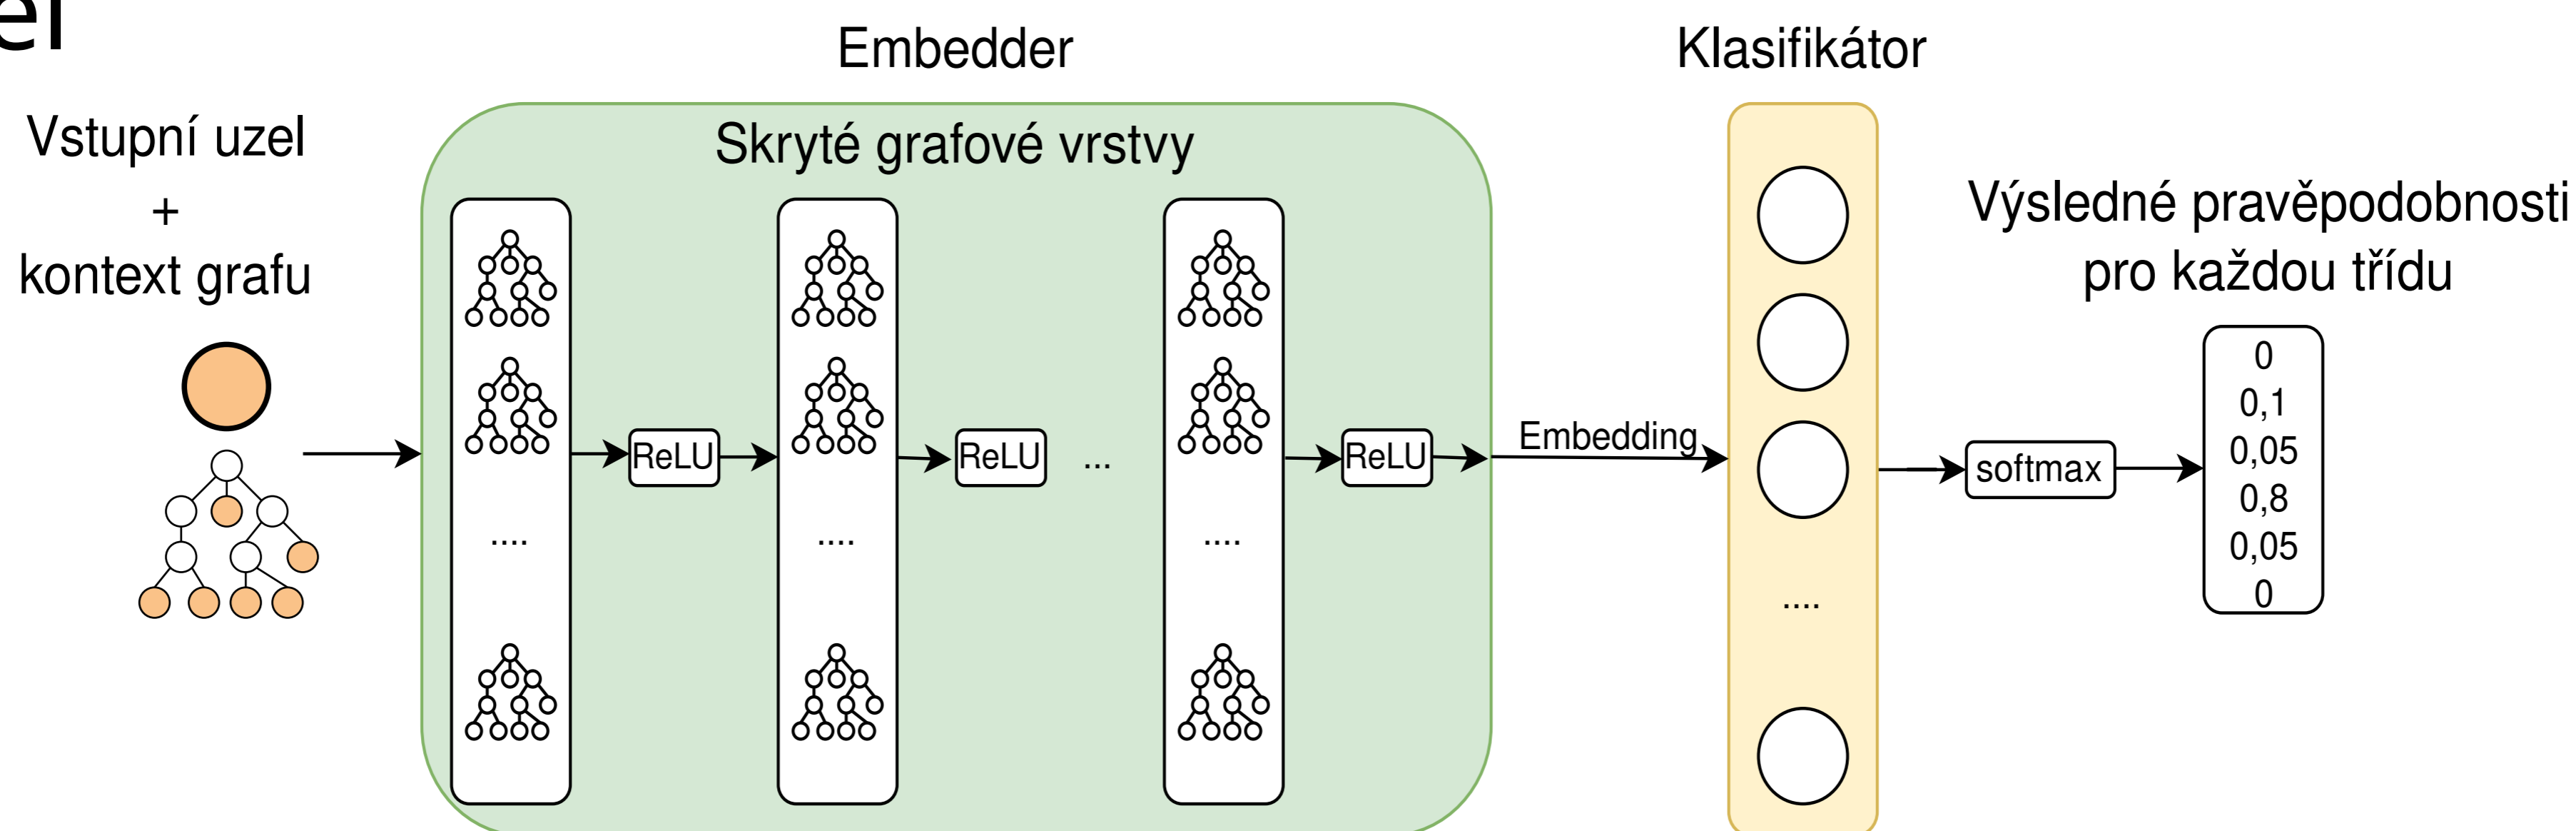 el
Embedder
Klasifikátor
Vstupní uzel
+
kontext grafu
Skryté grafové vrstvy
....
ReLU
....
ReLU
...
....
ReLU
Embedding
....
softmax
Výsledné pravěpodobnosti
pro každou třídu
0
0,1
0,05
0,8
0,05
0